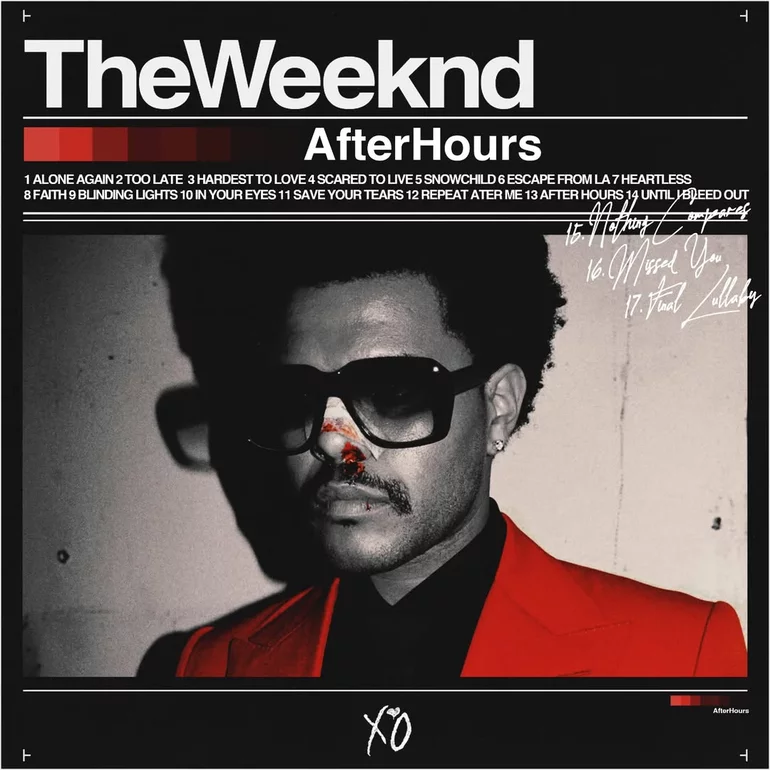 TheWeeknd
AfterHours
1 ALONE AGAIN 2 TOO LATE 3 HARDEST TO LOVE 4 SCARED TO LIVE 5 SNOWCHILD 6 ESCAPE FROM LA 7 HEARTLESS
8 FAITH 9 BLINDING LIGHTS 10 IN YOUR EYES 11 SAVE YOUR TEARS 12 REPEAT ATER ME 13 AFTER HOURS 14 UNTIL I BLEED OUT
15. Nothing Compares
16. Missed You
17. Final Lullaby
XO
AfterHours